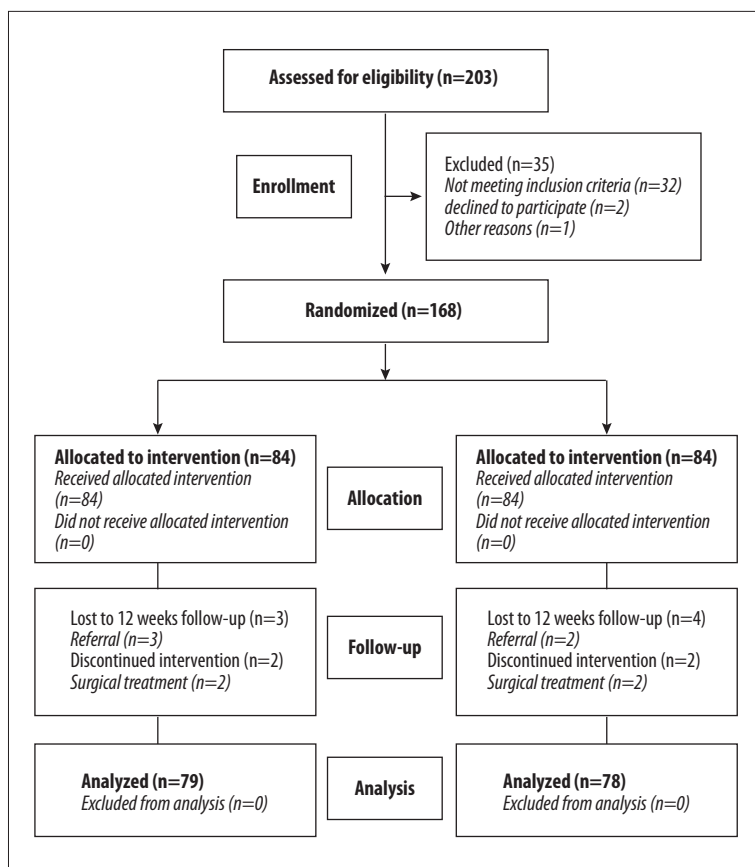 Assessed for eligibility (n=203)
Enrollment
Excluded (n=35)
Not meeting inclusion criteria (n=32)
declined to participate (n=2)
Other reasons (n=1)
Randomized (n=168)
Allocated to intervention (n=84)
Received allocated intervention
(n=84)
Did not receive allocated intervention
(n=0)
Allocation
Allocated to intervention (n=84)
Received allocated intervention
(n=84)
Did not receive allocated intervention
(n=0)
Lost to 12 weeks follow-up (n=3)
Referral (n=3)
Discontinued intervention (n=2)
Surgical treatment (n=2)
Follow-up
Lost to 12 weeks follow-up (n=4)
Referral (n=2)
Discontinued intervention (n=2)
Surgical treatment (n=2)
Analyzed (n=79)
Excluded from analysis (n=0)
Analysis
Analyzed (n=78)
Excluded from analysis (n=0)